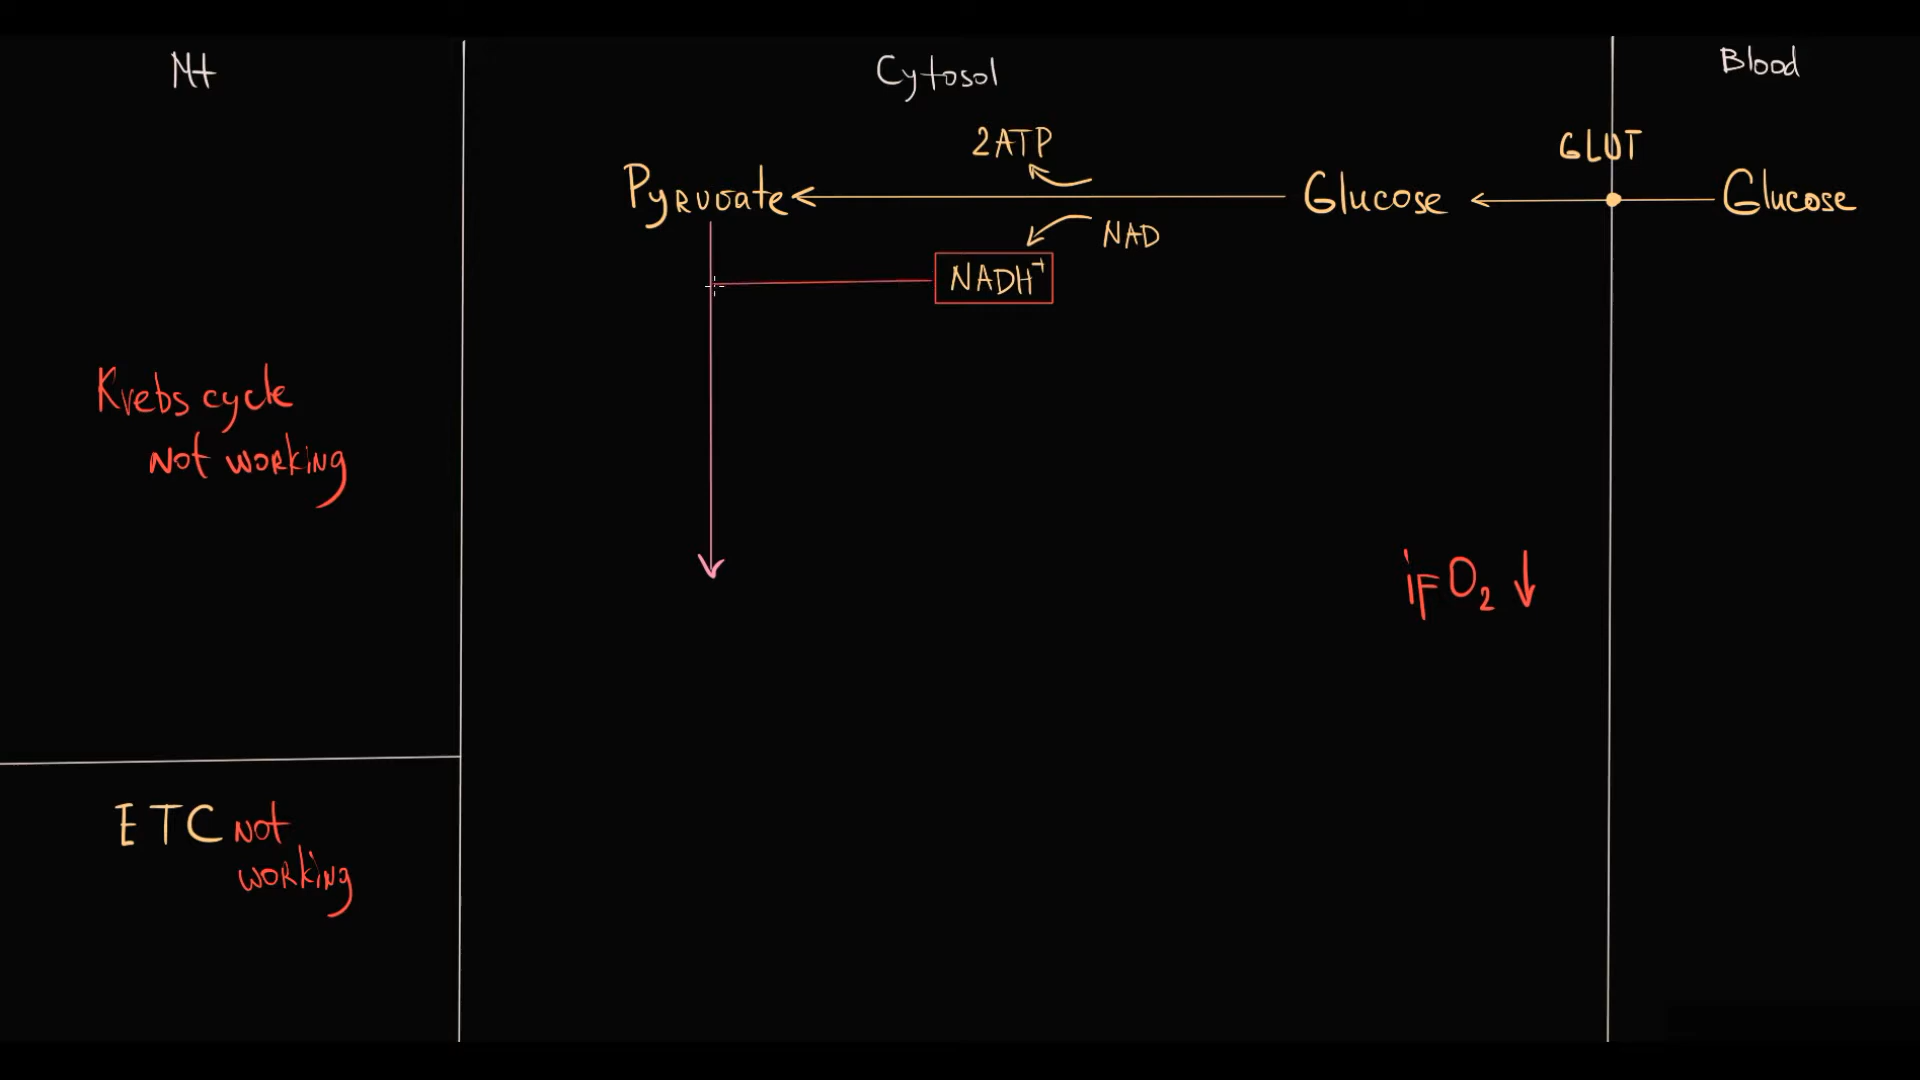 Mt
Cytosol
Blood
2ATP
GLUT
Pyruvate
Glucose
Glucose
NAD
NADH+
Krebs cycle
not working
if O2 ↓
ETC not
working